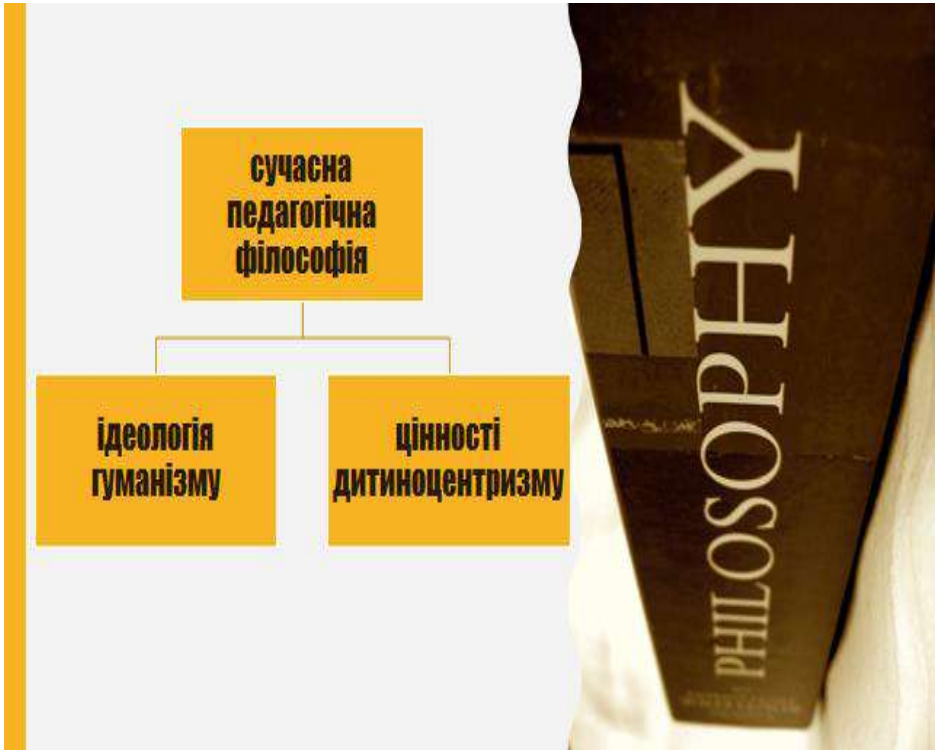 сучасна
педагогічна
філософія
ідеологія
гуманізму
цінності
дитиноцентризму
PHILOSOPHY